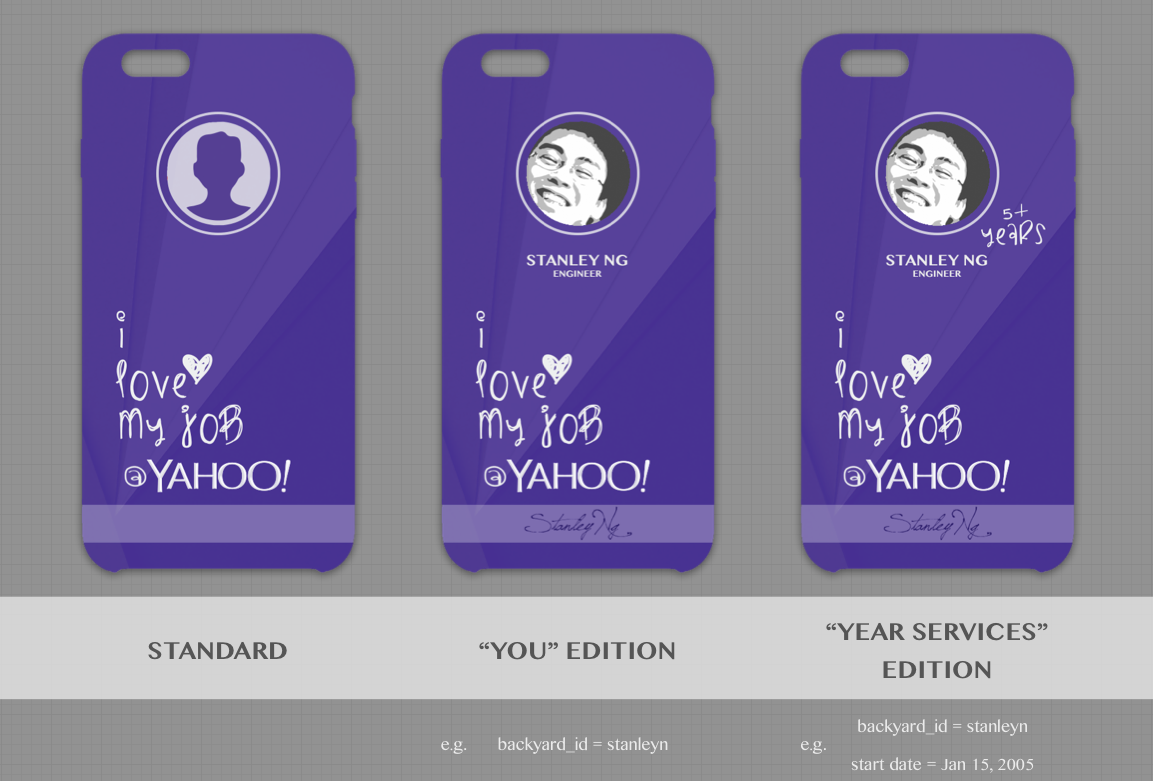 i
love
my joB
@YAHOO!
STANDARD
STANLEY NG
ENGINEER
i
love
my joB
@YAHOO!
Stanley Ng
“YOU” EDITION
e.g. backyard_id = stanleyn
5+
yeaRs
STANLEY NG
ENGINEER
i
love
my joB
@YAHOO!
Stanley Ng
“YEAR SERVICES”
EDITION
e.g.
backyard_id = stanleyn
start date = Jan 15, 2005